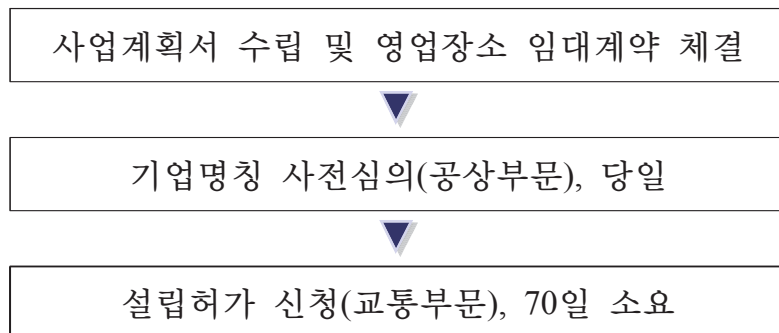 사업계획서 수립 및 영업장소 임대계약 체결
기업명칭 사전심의(공상부문), 당일
설립허가 신청(교통부문), 70일 소요